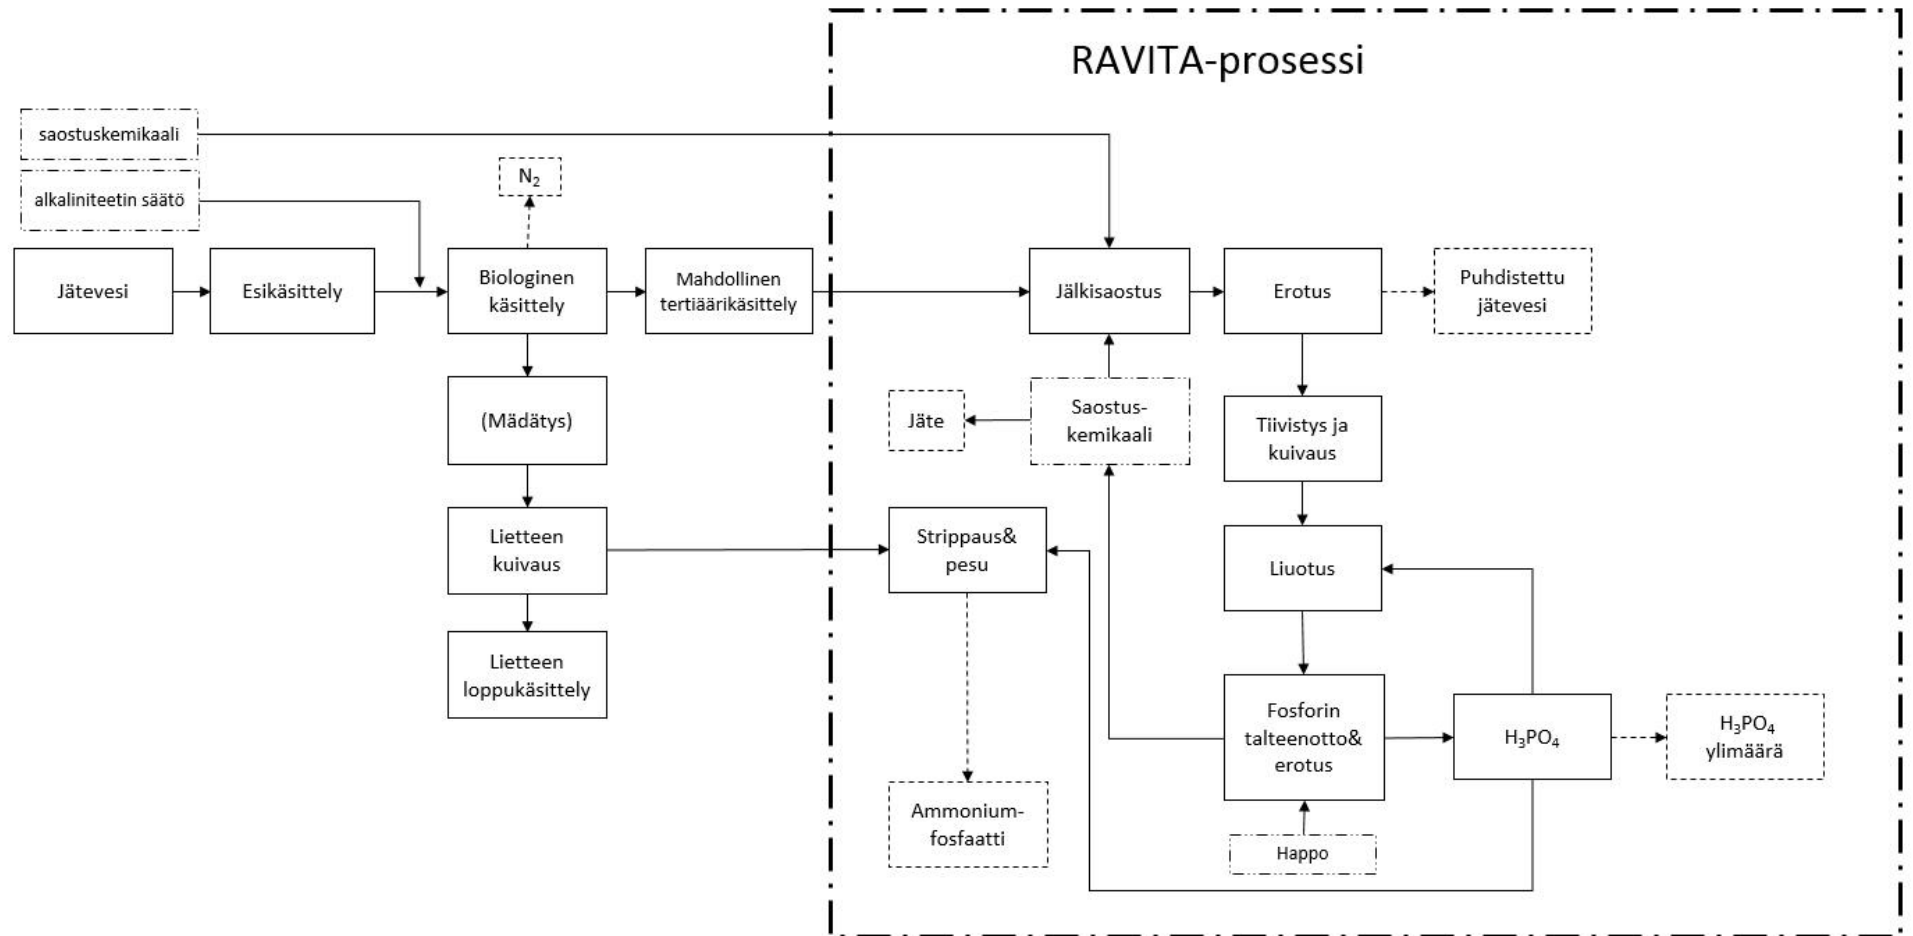 RAVITA-prosessi
saostuskemikaali
alkaliniteetin säätö
N₂
Jätevesi
Esikäsittely
Biologinen
käsittely
Mahdollinen
tertiäärikäsittely
Jälkisaostus
Erotus
Puhdistettu
jätevesi
(Mädätys)
Jäte
Saostus-
kemikaali
Tiivistys ja
kuivaus
Lietteen
kuivaus
Strippaus&
pesu
Liuotus
Lietteen
loppukäsittely
Fosforin
talteenotto&
erotus
H₃PO₄
H₃PO₄
ylimäärä
Ammonium-
fosfaatti
Happo